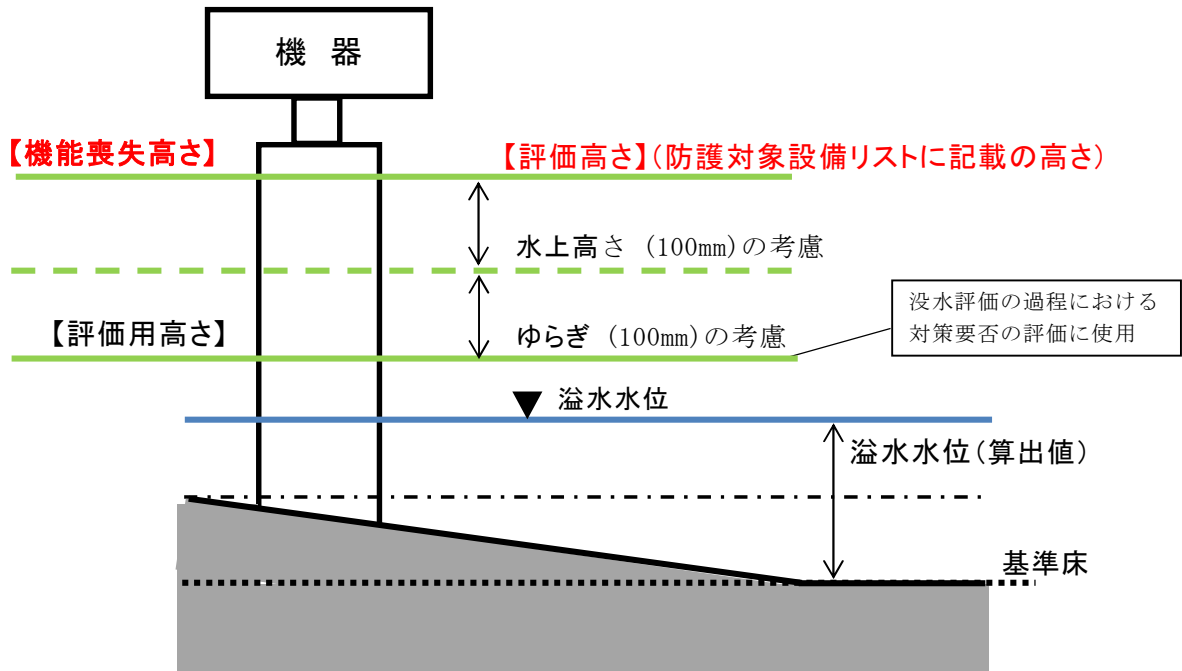 機 器
【機能喪失高さ】
【評価高さ】(防護対象設備リストに記載の高さ)
水上高さ (100mm)の考慮
【評価用高さ】
ゆらぎ (100mm)の考慮
没水評価の過程における
対策要否の評価に使用
溢水水位
溢水水位(算出値)
基準床